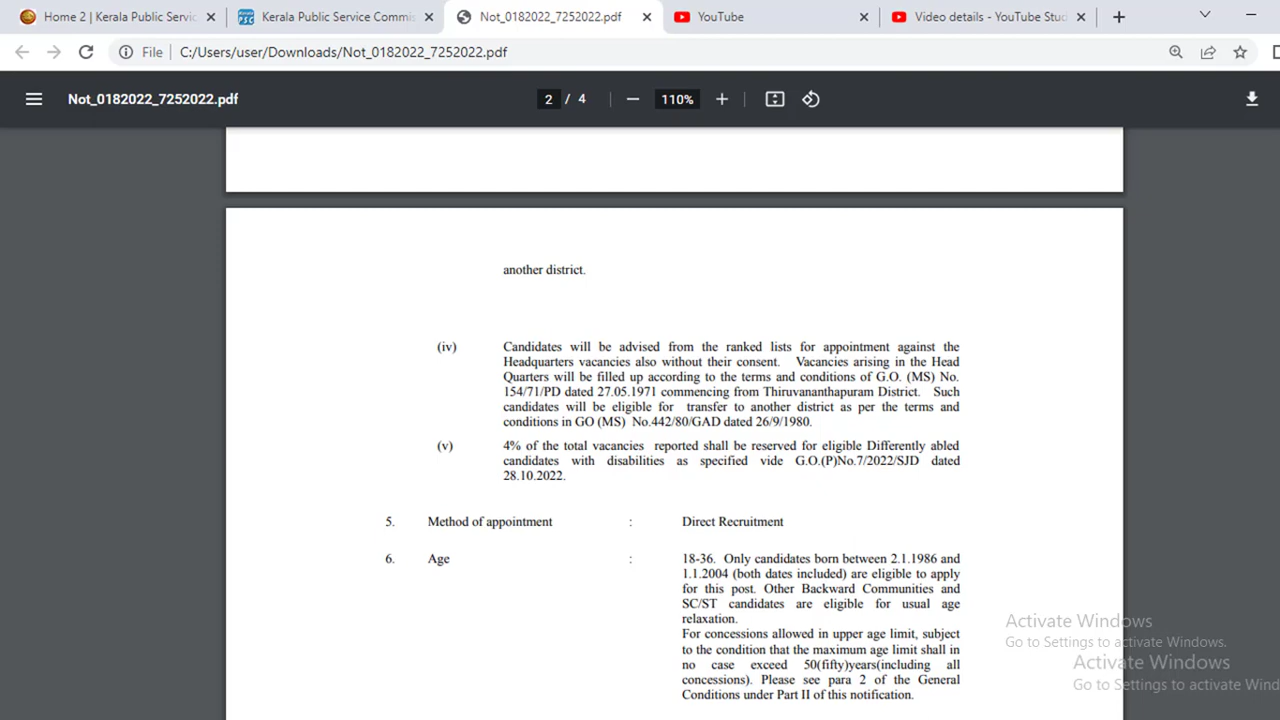 Home 2 | Kerala Public Servic
Kerala Public Service Commis
Not_0182022_7252022.pdf
YouTube
Video details - YouTube Stud
File
C:/Users/user/Downloads/Not_0182022_7252022.pdf
Not_0182022_7252022.pdf
2 / 4
110%
another district.
(iv) Candidates will be advised from the ranked lists for appointment against the
Headquarters vacancies also without their consent. Vacancies arising in the Head
Quarters will be filled up according to the terms and conditions of G.O. (MS) No.
154/71/PD dated 27.05.1971 commencing from Thiruvananthapuram District. Such
candidates will be eligible for transfer to another district as per the terms and
conditions in GO (MS) No.442/80/GAD dated 26/9/1980.
(v) 4% of the total vacancies reported shall be reserved for eligible Differently abled
candidates with disabilities as specified vide G.O.(P)No.7/2022/SJD dated
28.10.2022.
5. Method of appointment : Direct Recruitment
6. Age : 18-36. Only candidates born between 2.1.1986 and
1.1.2004 (both dates included) are eligible to apply
for this post. Other Backward Communities and
SC/ST candidates are eligible for usual age
relaxation.
For concessions allowed in upper age limit, subject
to the condition that the maximum age limit shall in
no case exceed 50(fifty)years(including all
concessions). Please see para 2 of the General
Conditions under Part II of this notification.
Activate Windows
Go to Settings to activate Windows.
Activate Windows
Go to Settings to activate Wind